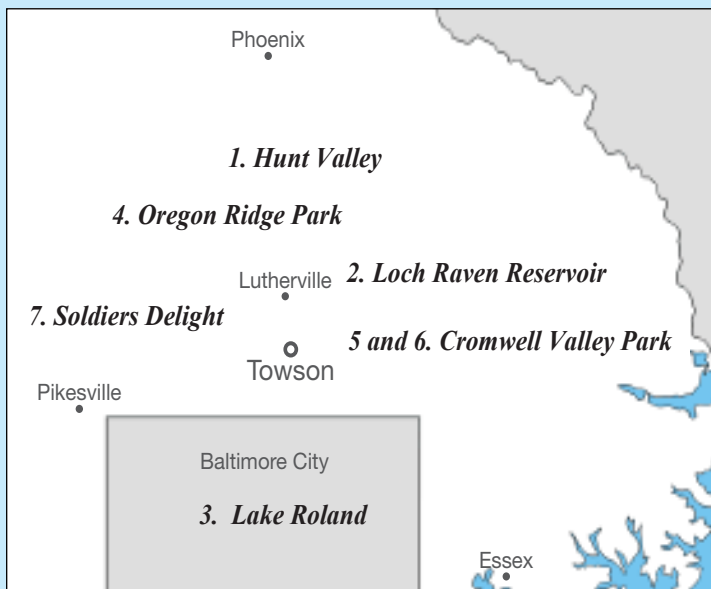 Phoenix
1. Hunt Valley
4. Oregon Ridge Park
2. Loch Raven Reservoir
Lutherville
7. Soldiers Delight
5 and 6. Cromwell Valley Park
Towson
Pikesville
Baltimore City
3. Lake Roland
Essex